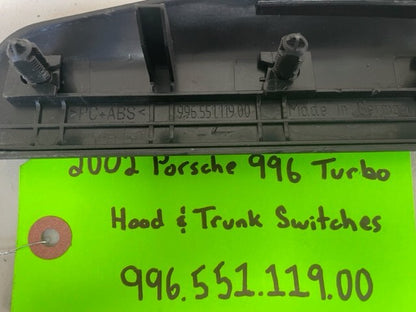 >PC+ABS< 996.551.119.00 Made in Germany
2002 Porsche 996 Turbo
Hood & Trunk Switches
996.551.119.00